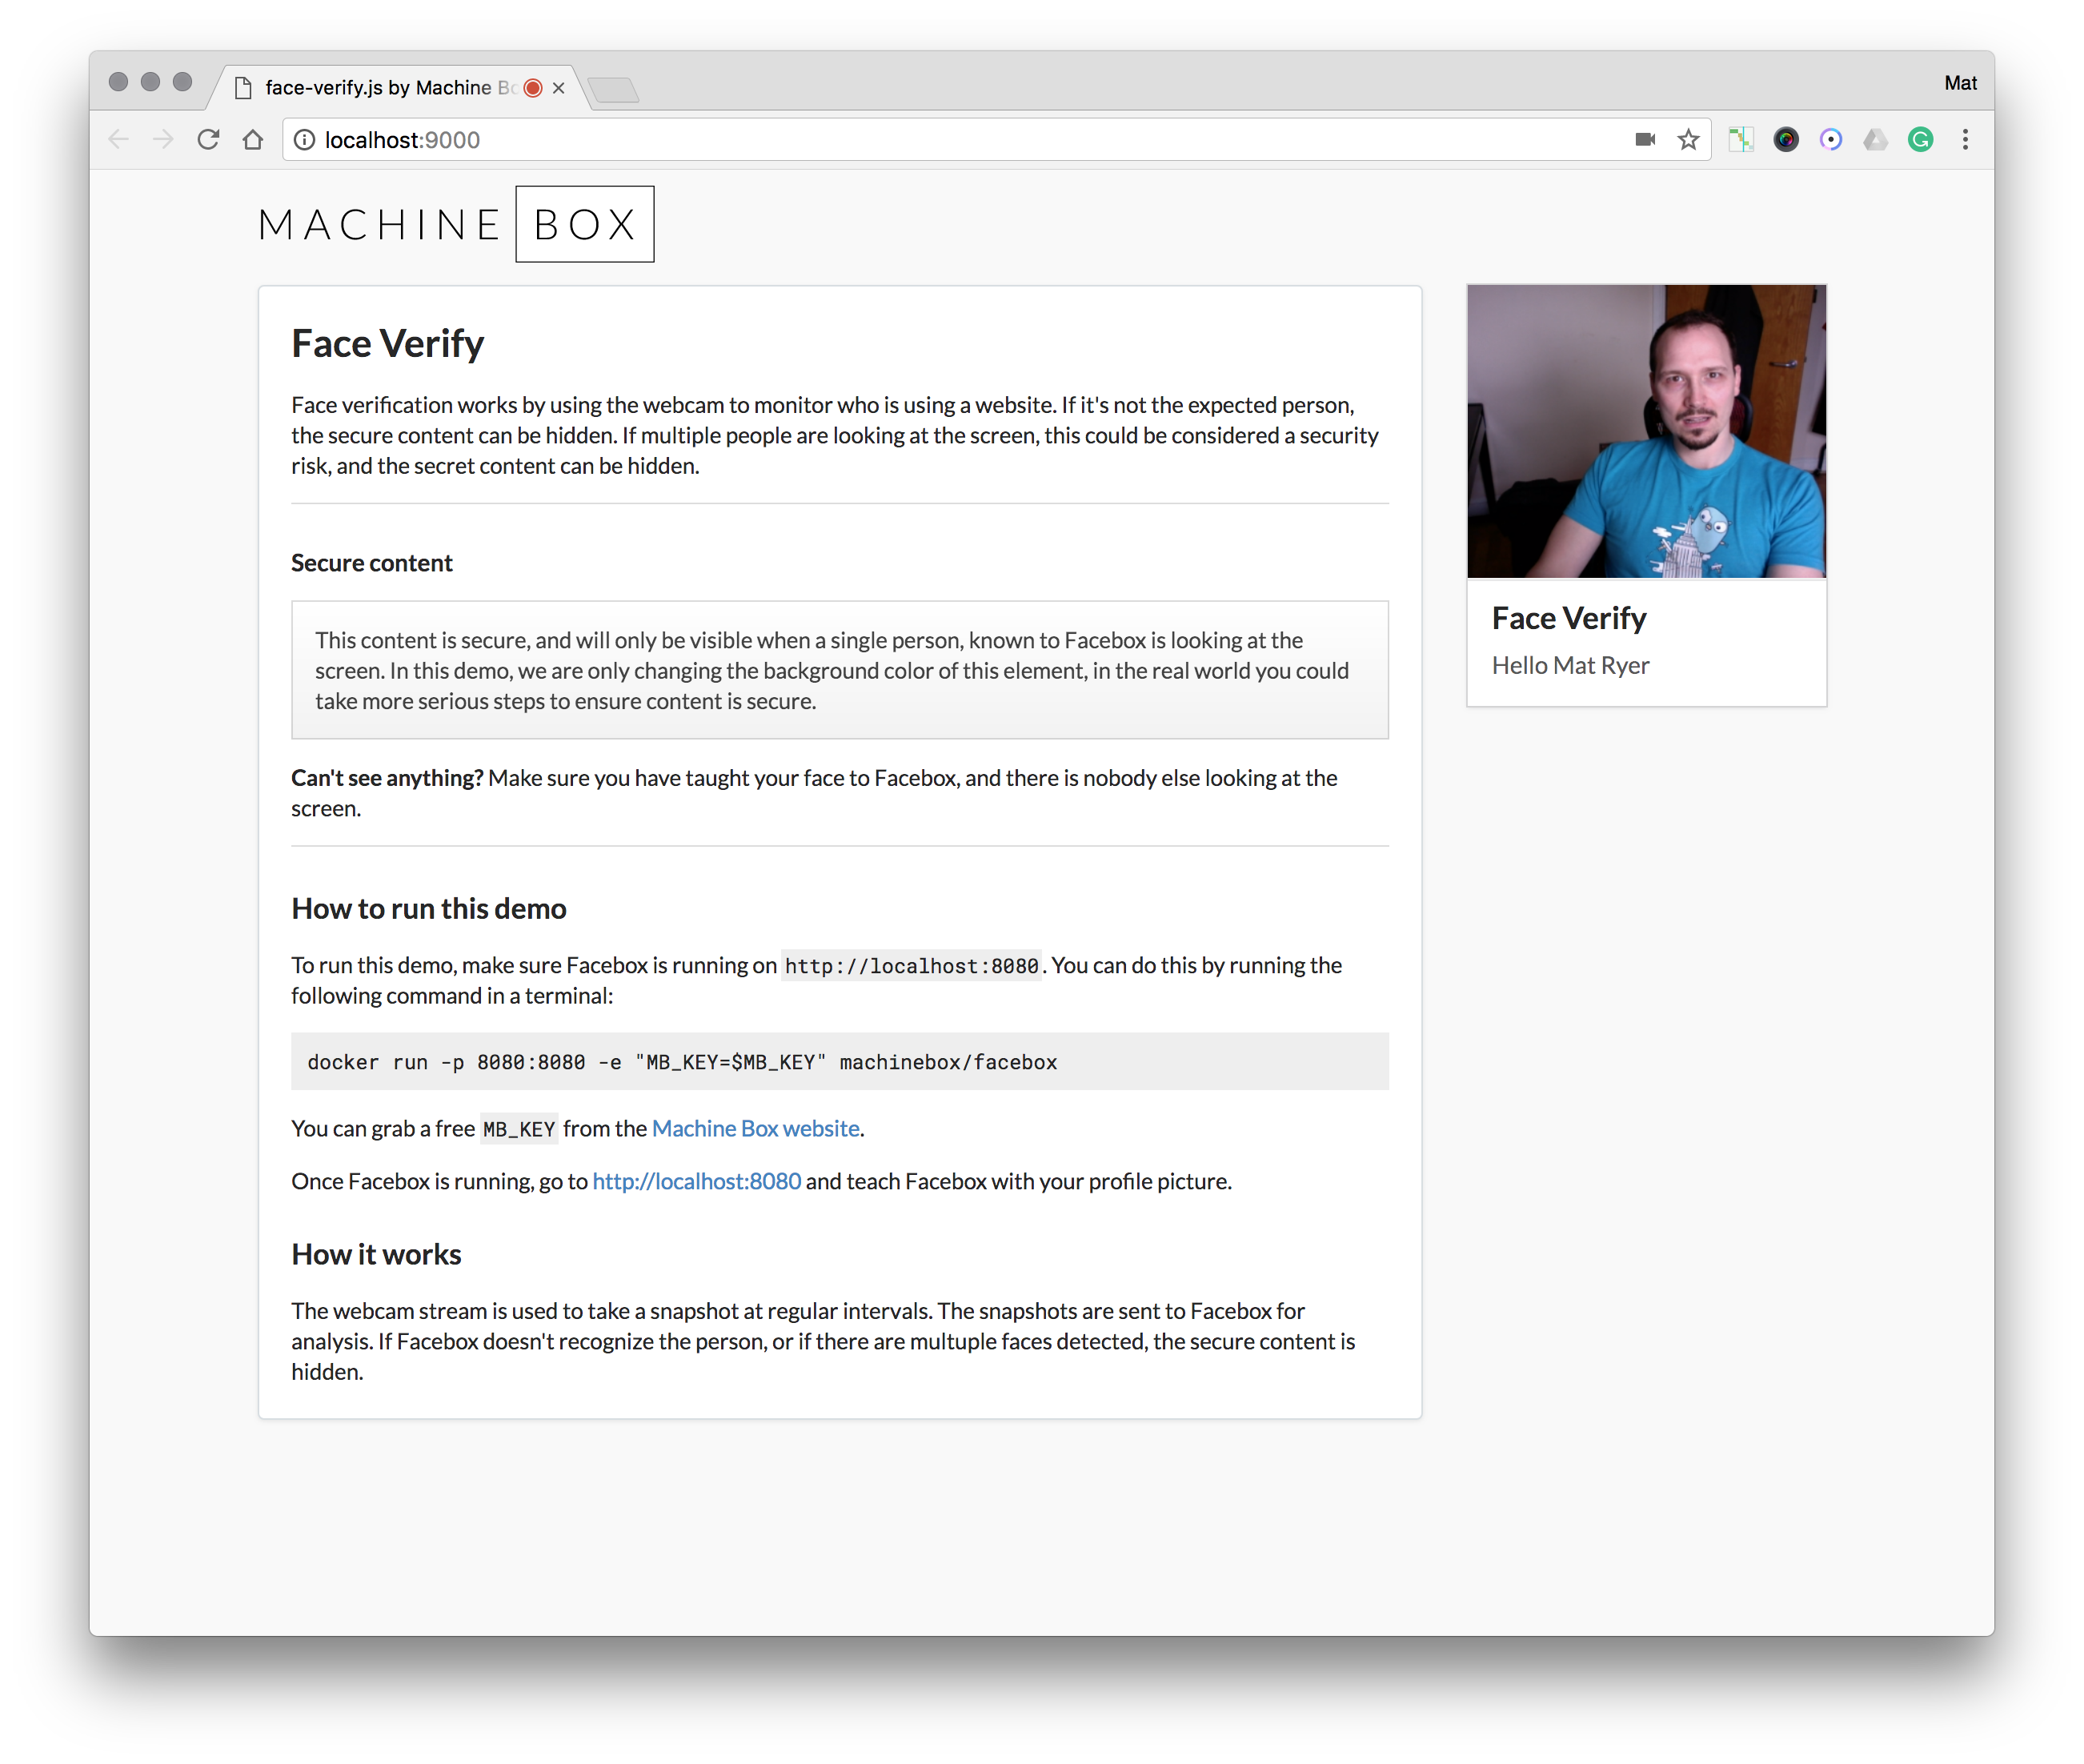 face-verify.js by Machine Bo
Mat
localhost:9000
MACHINE BOX
Face Verify
Face verification works by using the webcam to monitor who is using a website. If it's not the expected person,
the secure content can be hidden. If multiple people are looking at the screen, this could be considered a security
risk, and the secret content can be hidden.
Secure content
This content is secure, and will only be visible when a single person, known to Facebox is looking at the
screen. In this demo, we are only changing the background color of this element, in the real world you could
take more serious steps to ensure content is secure.
Can't see anything? Make sure you have taught your face to Facebox, and there is nobody else looking at the
screen.
How to run this demo
To run this demo, make sure Facebox is running on http://localhost:8080. You can do this by running the
following command in a terminal:
docker run -p 8080:8080 -e "MB_KEY=$MB_KEY" machinebox/facebox
You can grab a free MB_KEY from the Machine Box website.
Once Facebox is running, go to http://localhost:8080 and teach Facebox with your profile picture.
How it works
The webcam stream is used to take a snapshot at regular intervals. The snapshots are sent to Facebox for
analysis. If Facebox doesn't recognize the person, or if there are multuple faces detected, the secure content is
hidden.
Face Verify
Hello Mat Ryer